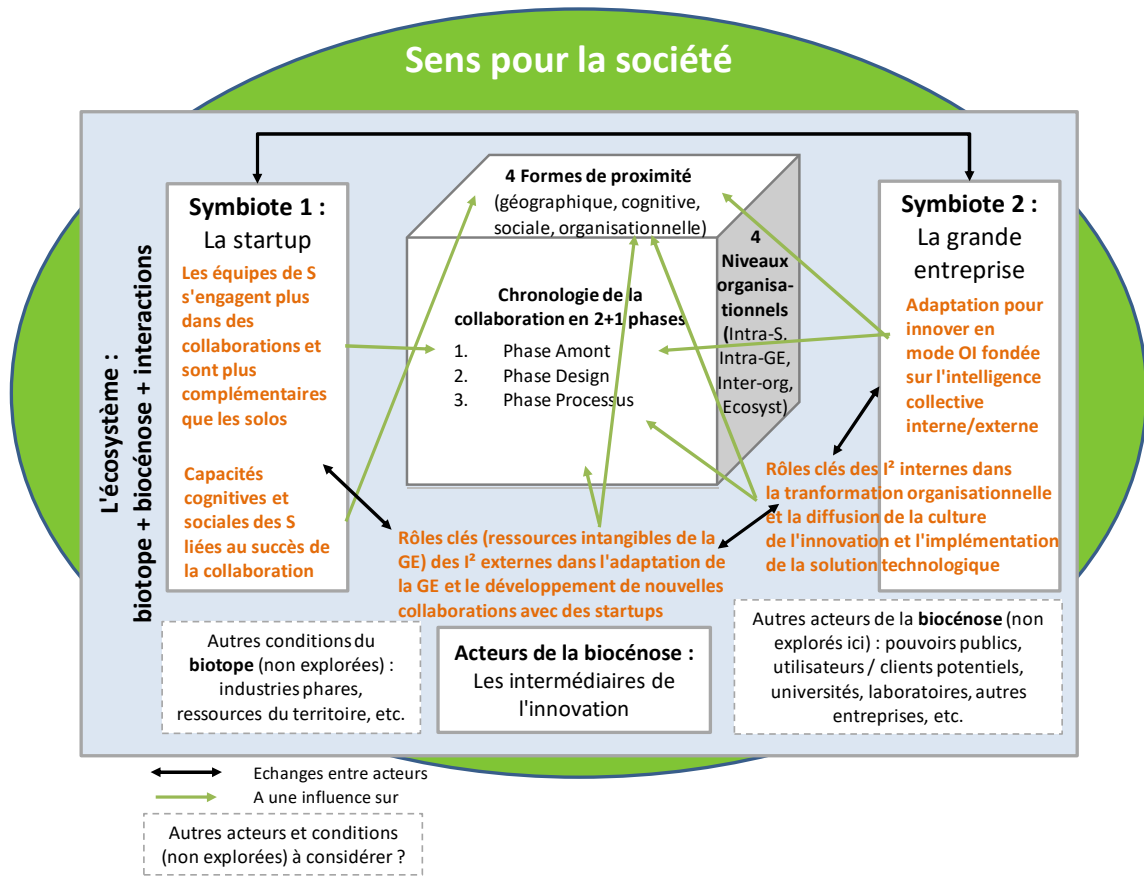 Sens pour la société
L'écosystème :
biotope + biocénose + interactions
Symbiote 1 :
La startup
Les équipes de S
s'engagent plus
dans des
collaborations et
sont plus
complémentaires
que les solos
Capacités
cognitives et
sociales des S
liées au succès de
la collaboration
4 Formes de proximité
(géographique, cognitive,
sociale, organisationnelle)
Chronologie de la
collaboration en 2+1 phases
1. Phase Amont
2. Phase Design
3. Phase Processus
4
Niveaux
organisa-
tionnels
(Intra-S,
Intra-GE,
Inter-org,
Ecosyst)
Symbiote 2 :
La grande
entreprise
Adaptation pour
innover en
mode OI fondée
sur l'intelligence
collective
interne/externe
Rôles clés des I² internes dans
la tranformation organisationnelle
et la diffusion de la culture
de l'innovation et l'implémentation
de la solution technologique
Rôles clés (ressources intangibles de la
GE) des I² externes dans l'adaptation de
la GE et le développement de nouvelles
collaborations avec des startups
Autres conditions du
biotope (non explorées) :
industries phares,
ressources du territoire, etc.
Acteurs de la biocénose :
Les intermédiaires de
l'innovation
Autres acteurs de la biocénose (non
explorés ici) : pouvoirs publics,
utilisateurs / clients potentiels,
universités, laboratoires, autres
entreprises, etc.
Echanges entre acteurs
A une influence sur
Autres acteurs et conditions
(non explorées) à considérer ?